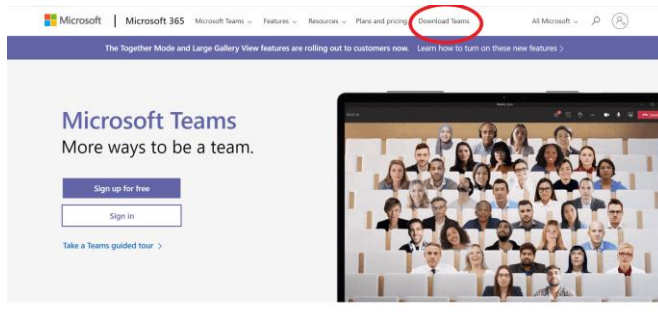 Microsoft | Microsoft 365 Microsoft Teams Features Resources Plans and pricing Download Teams All Microsoft
The Together Mode and Large Gallery View features are rolling out to customers now. Learn how to turn on these new features >
Microsoft Teams
More ways to be a team.
Sign up for free
Sign in
Take a Teams guided tour >